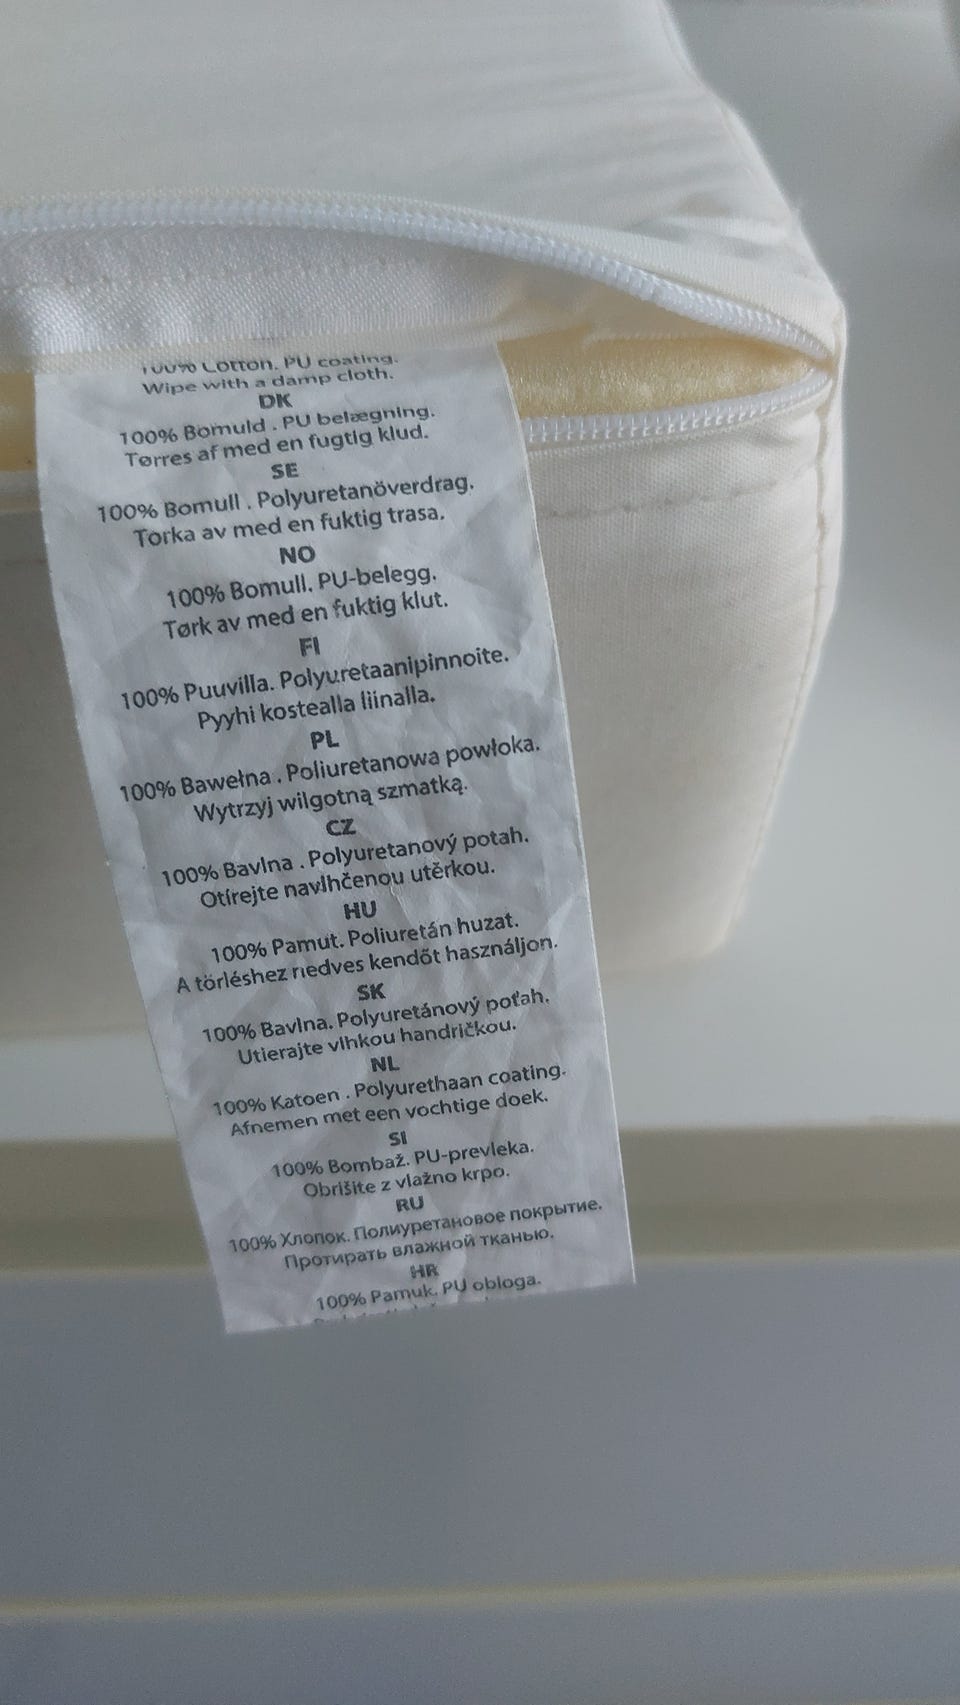 100% Cotton. PU coating.
Wipe with a damp cloth.
DK
100% Bomuld . PU belægning.
Tørres af med en fugtig klud.
SE
100% Bomull . Polyuretanöverdrag.
Torka av med en fuktig trasa.
NO
100% Bomull. PU-belegg.
Tørk av med en fuktig klut.
FI
100% Puuvilla. Polyuretaanipinnoite.
Pyyhi kostealla liinalla.
PL
100% Bawełna . Poliuretanowa powłoka.
Wytrzyj wilgotną szmatką.
CZ
100% Bavlna . Polyuretanový potah.
Otírejte navlhčenou utěrkou.
HU
100% Pamut. Poliuretán huzat.
A törléshez nedves kendőt használjon.
SK
100% Bavlna. Polyuretánový poťah.
Utierajte vlhkou handričkou.
NL
100% Katoen . Polyurethaan coating.
Afnemen met een vochtige doek.
SI
100% Bombaž. PU-prevleka.
Obrišite z vlažno krpo.
RU
100% Хлопок. Полиуретановое покрытие.
Протирать влажной тканью.
HR
100% Pamuk. PU obloga.